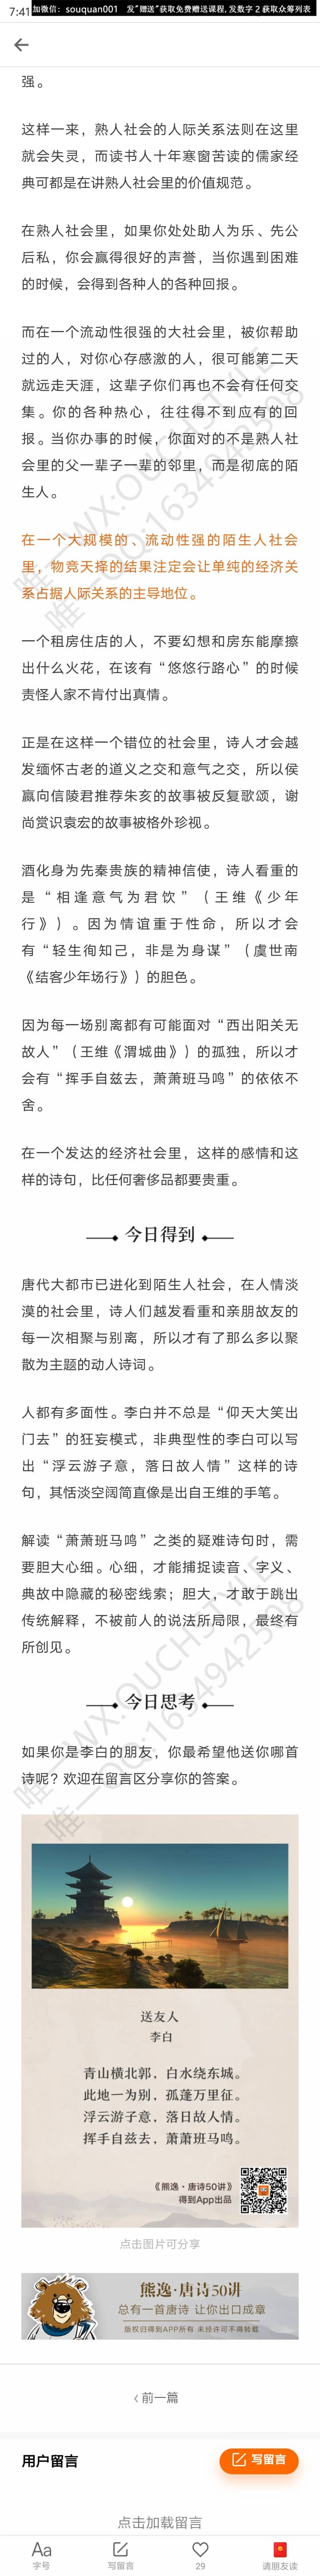 7:41
加微信：souquan001 发"赠送"获取免费赠送课程，发数字 2 获取众筹列表
强。
这样一来，熟人社会的人际关系法则在这里
就会失灵，而读书人十年寒窗苦读的儒家经
典可都是在讲熟人社会里的价值规范。
在熟人社会里，如果你处处助人为乐、先公
后私，你会赢得很好的声誉，当你遇到困难
的时候，会得到各种人的各种回报。
而在一个流动性很强的大社会里，被你帮助
过的人，对你心存感激的人，很可能第二天
就远走天涯，这辈子你们再也不会有任何交
集。你的各种热心，往往得不到应有的回
报。当你办事的时候，你面对的不是熟人社
会里的父一辈子一辈的邻里，而是彻底的陌
生人。
在一个大规模的、流动性强的陌生人社会
里，物竞天择的结果注定会让单纯的经济关
系占据人际关系的主导地位。
一个租房住店的人，不要幻想和房东能摩擦
出什么火花，在该有“悠悠行路心”的时候
责怪人家不肯付出真情。
正是在这样一个错位的社会里，诗人才会越
发缅怀古老的道义之交和意气之交，所以侯
嬴向信陵君推荐朱亥的故事被反复歌颂，谢
尚赏识袁宏的故事被格外珍视。
酒化身为先秦贵族的精神信使，诗人看重的
是“相逢意气为君饮”（王维《少年
行》）。因为情谊重于性命，所以才会
有“轻生徇知己，非是为身谋”（虞世南
《结客少年场行》）的胆色。
因为每一场别离都有可能面对“西出阳关无
故人”（王维《渭城曲》）的孤独，所以才
会有“挥手自兹去，萧萧班马鸣”的依依不
舍。
在一个发达的经济社会里，这样的感情和这
样的诗句，比任何奢侈品都要贵重。
今日得到
唐代大都市已进化到陌生人社会，在人情淡
漠的社会里，诗人们越发看重和亲朋故友的
每一次相聚与别离，所以才有了那么多以聚
散为主题的动人诗词。
人都有多面性。李白并不总是“仰天大笑出
门去”的狂妄模式，非典型性的李白可以写
出“浮云游子意，落日故人情”这样的诗
句，其恬淡空阔简直像是出自王维的手笔。
解读“萧萧班马鸣”之类的疑难诗句时，需
要胆大心细。心细，才能捕捉读音、字义、
典故中隐藏的秘密线索；胆大，才敢于跳出
传统解释，不被前人的说法所局限，最终有
所创见。
今日思考
如果你是李白的朋友，你最希望他送你哪首
诗呢？欢迎在留言区分享你的答案。
唯一WX:OUCHSTYLE
唯一QQ:1634942508
唯一WX:OUCHSTYLE
唯一QQ:1634942508
送友人
李白
青山横北郭，白水绕东城。
此地一为别，孤蓬万里征。
浮云游子意，落日故人情。
挥手自兹去，萧萧班马鸣。
《熊逸·唐诗50讲》
得到App出品
点击图片可分享
熊逸·唐诗50讲
总有一首唐诗 让你出口成章
版权归得到APP所有 未经许可不得转载
‹ 前一篇
用户留言
写留言
点击加载留言
Aa
字号
写留言
29
请朋友读